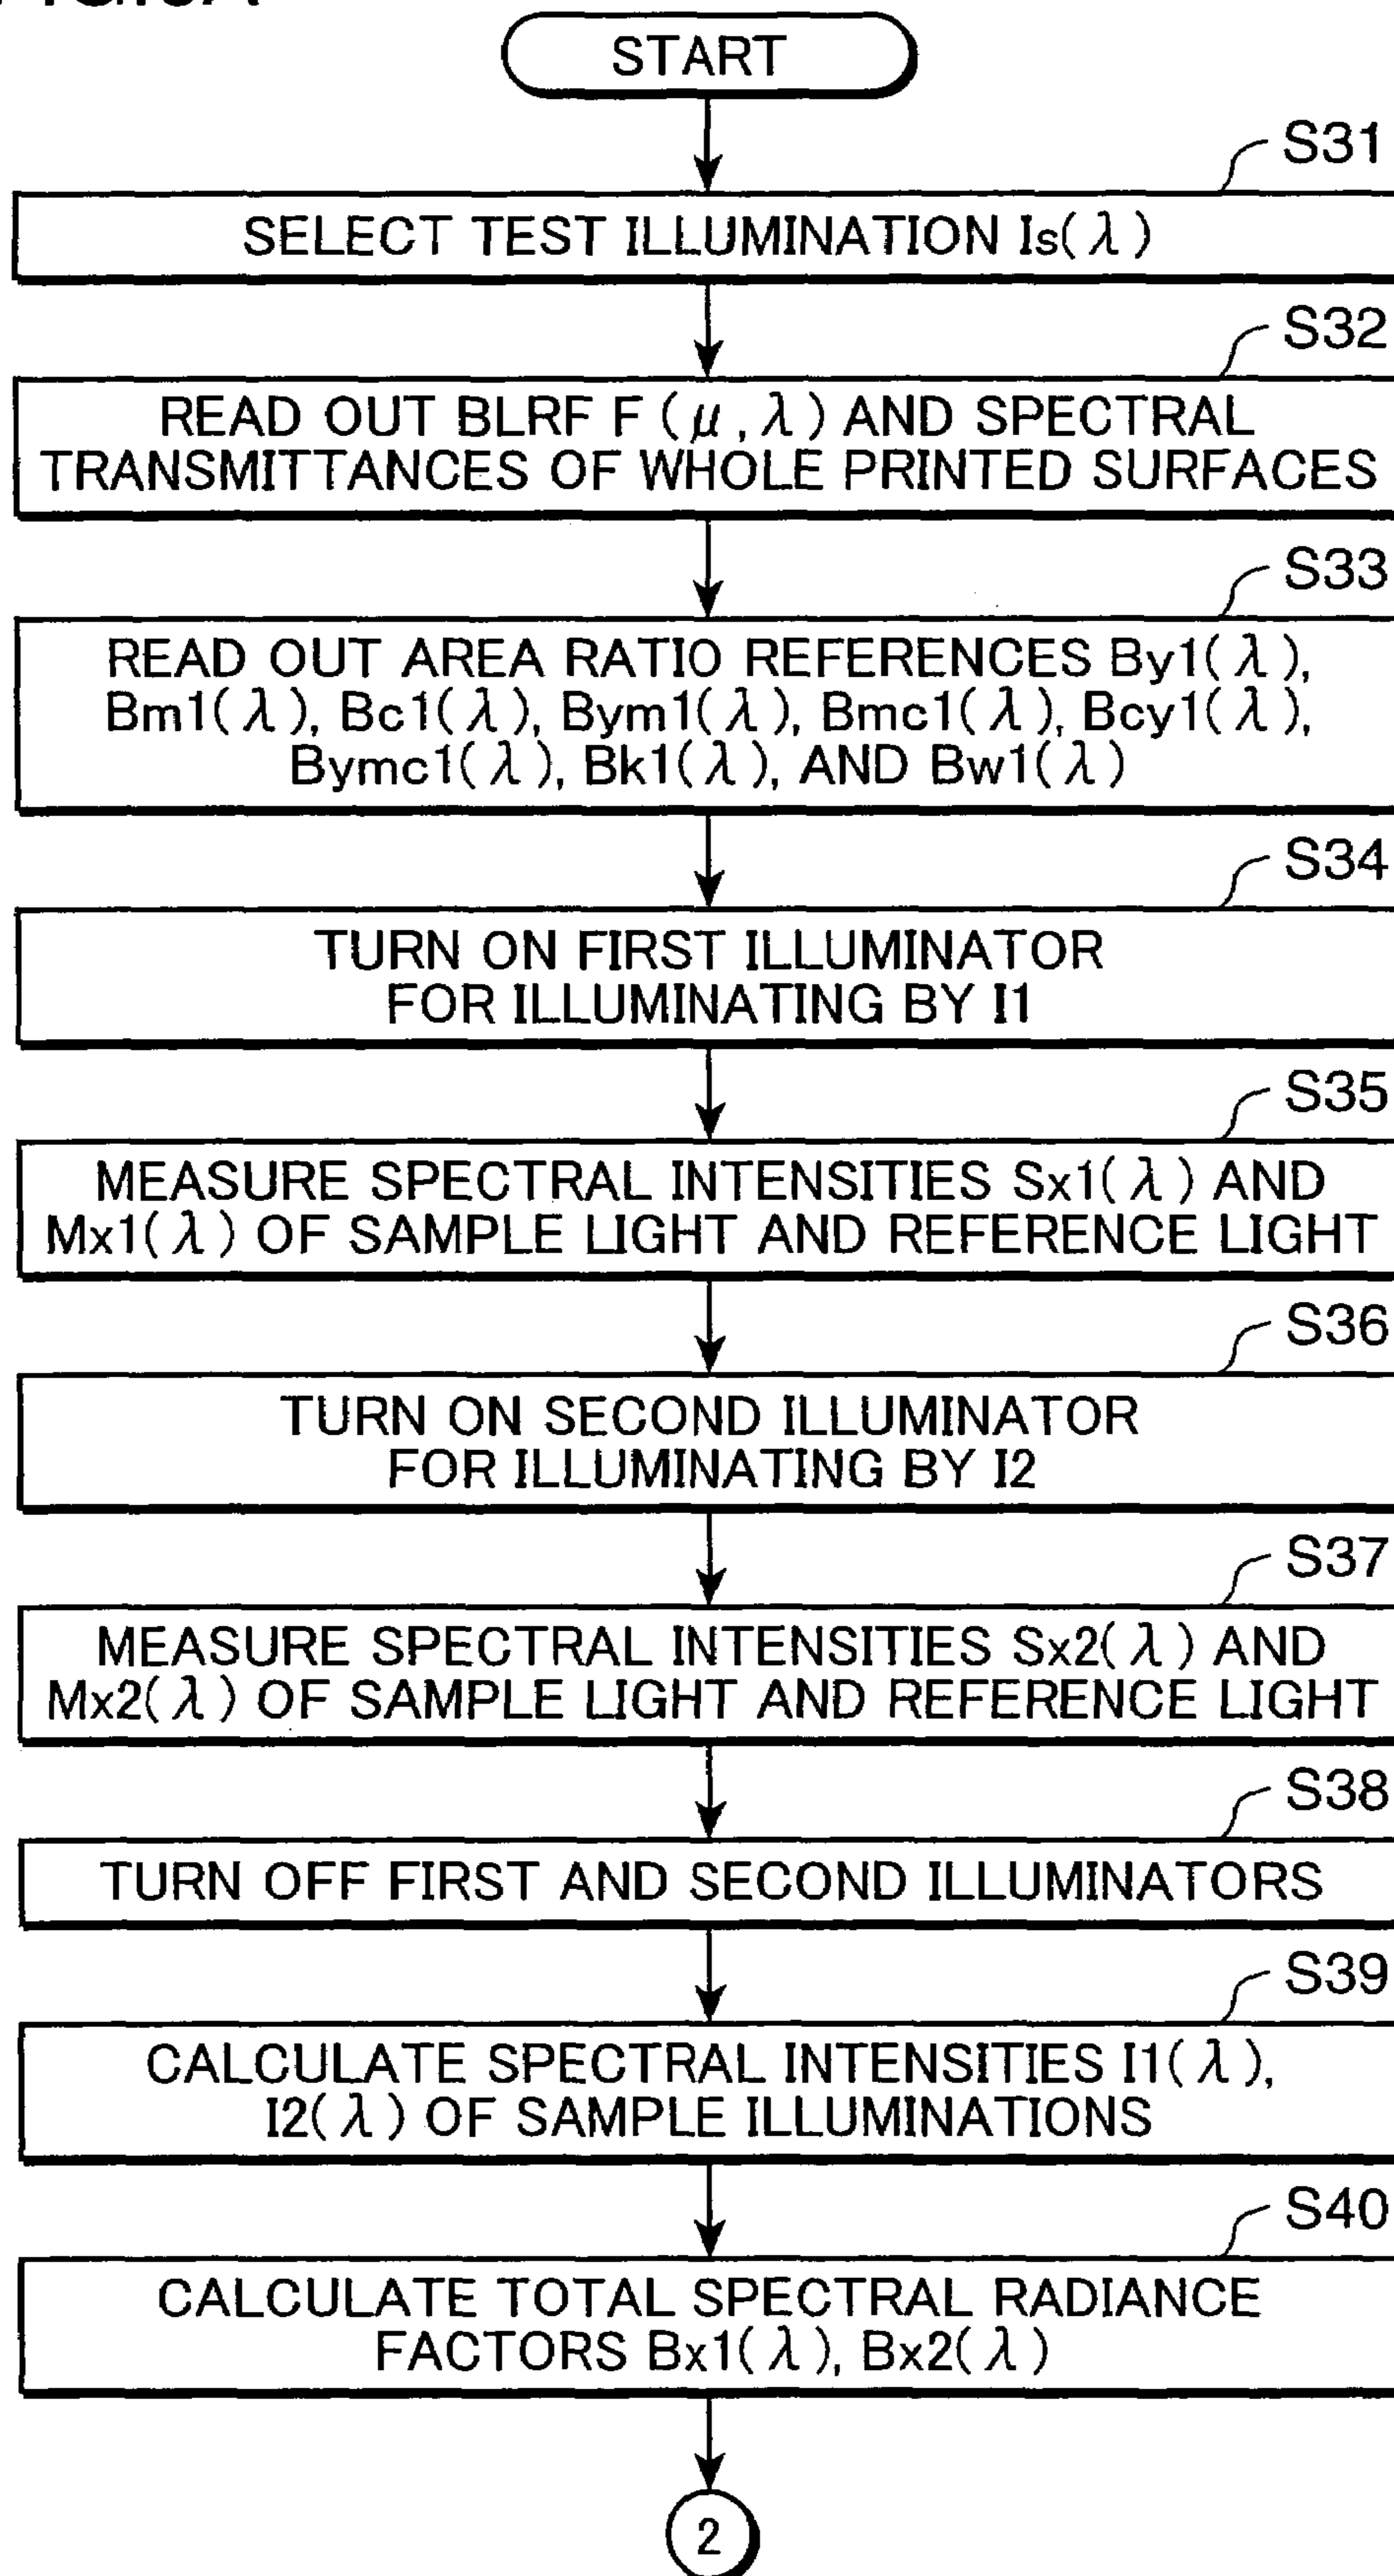 START
S31
SELECT TEST ILLUMINATION Is(λ)
S32
READ OUT BLRF F (μ,λ) AND SPECTRAL
TRANSMITTANCES OF WHOLE PRINTED SURFACES
S33
READ OUT AREA RATIO REFERENCES By1(λ),
Bm1(λ), Bc1(λ), Bym1(λ), Bmc1(λ), Bcy1(λ),
Bymc1(λ), Bk1(λ), AND Bw1(λ)
S34
TURN ON FIRST ILLUMINATOR
FOR ILLUMINATING BY I1
S35
MEASURE SPECTRAL INTENSITIES Sx1(λ) AND
Mx1(λ) OF SAMPLE LIGHT AND REFERENCE LIGHT
S36
TURN ON SECOND ILLUMINATOR
FOR ILLUMINATING BY I2
S37
MEASURE SPECTRAL INTENSITIES Sx2(λ) AND
Mx2(λ) OF SAMPLE LIGHT AND REFERENCE LIGHT
S38
TURN OFF FIRST AND SECOND ILLUMINATORS
S39
CALCULATE SPECTRAL INTENSITIES I1(λ),
I2(λ) OF SAMPLE ILLUMINATIONS
S40
CALCULATE TOTAL SPECTRAL RADIANCE
FACTORS Bx1(λ), Bx2(λ)
2